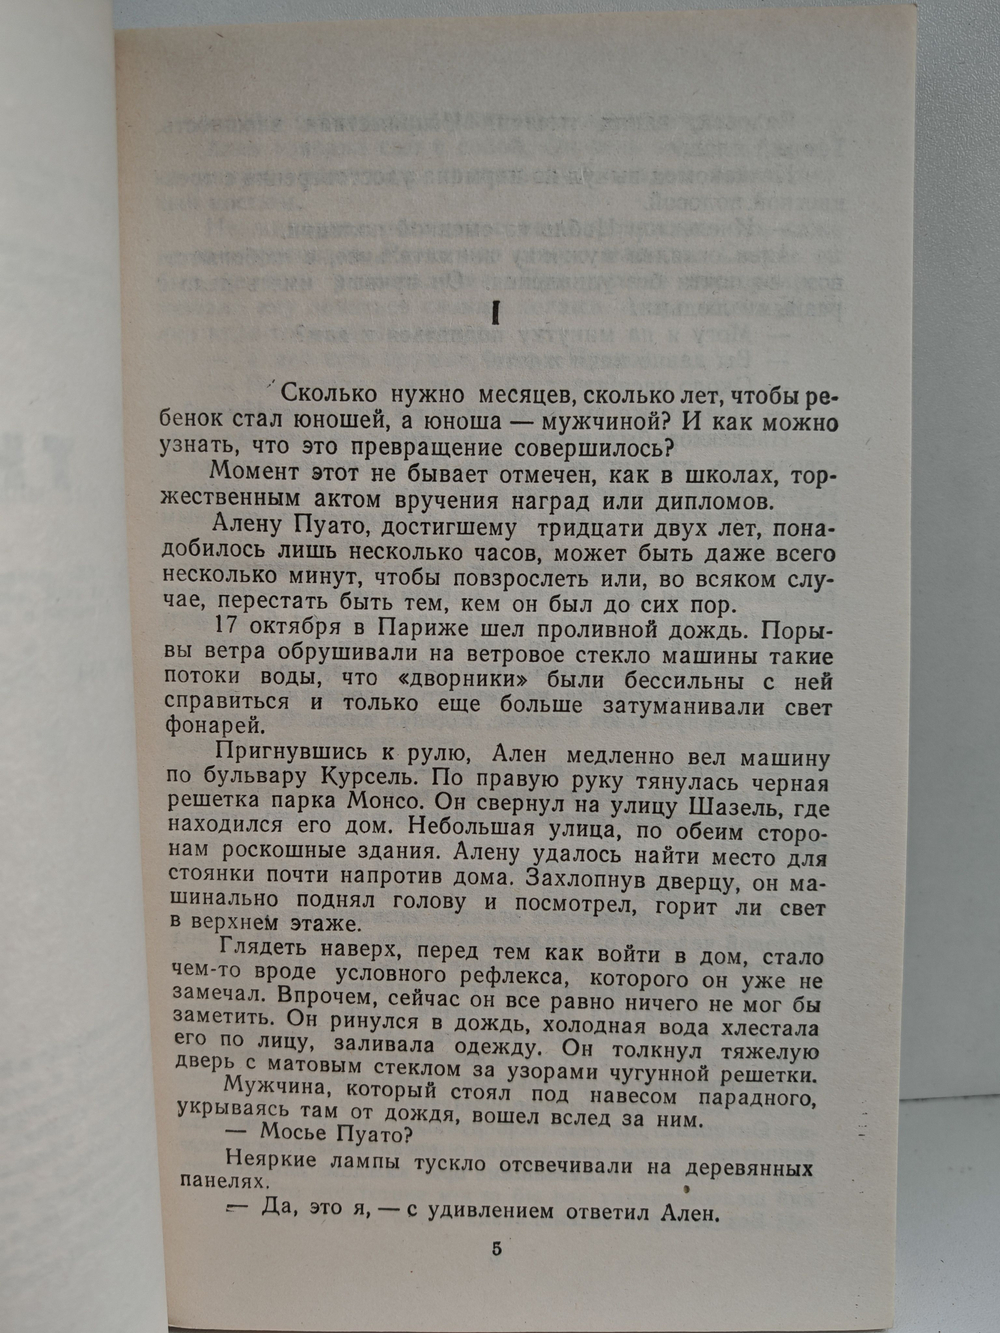 I
Сколько нужно месяцев, сколько лет, чтобы ре-
бенок стал юношей, а юноша — мужчиной? И как можно
узнать, что это превращение совершилось?
Момент этот не бывает отмечен, как в школах, тор-
жественным актом вручения наград или дипломов.
Алену Пуато, достигшему тридцати двух лет, пона-
добилось лишь несколько часов, может быть даже всего
несколько минут, чтобы повзрослеть или, во всяком слу-
чае, перестать быть тем, кем он был до сих пор.
17 октября в Париже шел проливной дождь. Поры-
вы ветра обрушивали на ветровое стекло машины такие
потоки воды, что «дворники» были бессильны с ней
справиться и только еще больше затуманивали свет
фонарей.
Пригнувшись к рулю, Ален медленно вел машину
по бульвару Курсель. По правую руку тянулась черная
решетка парка Монсо. Он свернул на улицу Шазель, где
находился его дом. Небольшая улица, по обеим сторо-
нам роскошные здания. Алену удалось найти место для
стоянки почти напротив дома. Захлопнув дверцу, он ма-
шинально поднял голову и посмотрел, горит ли свет
в верхнем этаже.
Глядеть наверх, перед тем как войти в дом, стало
чем-то вроде условного рефлекса, которого он уже не
замечал. Впрочем, сейчас он все равно ничего не мог бы
заметить. Он ринулся в дождь, холодная вода хлестала
его по лицу, заливала одежду. Он толкнул тяжелую
дверь с матовым стеклом за узорами чугунной решетки.
Мужчина, который стоял под навесом парадного,
укрываясь там от дождя, вошел вслед за ним.
— Мосье Пуато?
Неяркие лампы тускло отсвечивали на деревянных
панелях.
— Да, это я, — с удивлением ответил Ален.
5